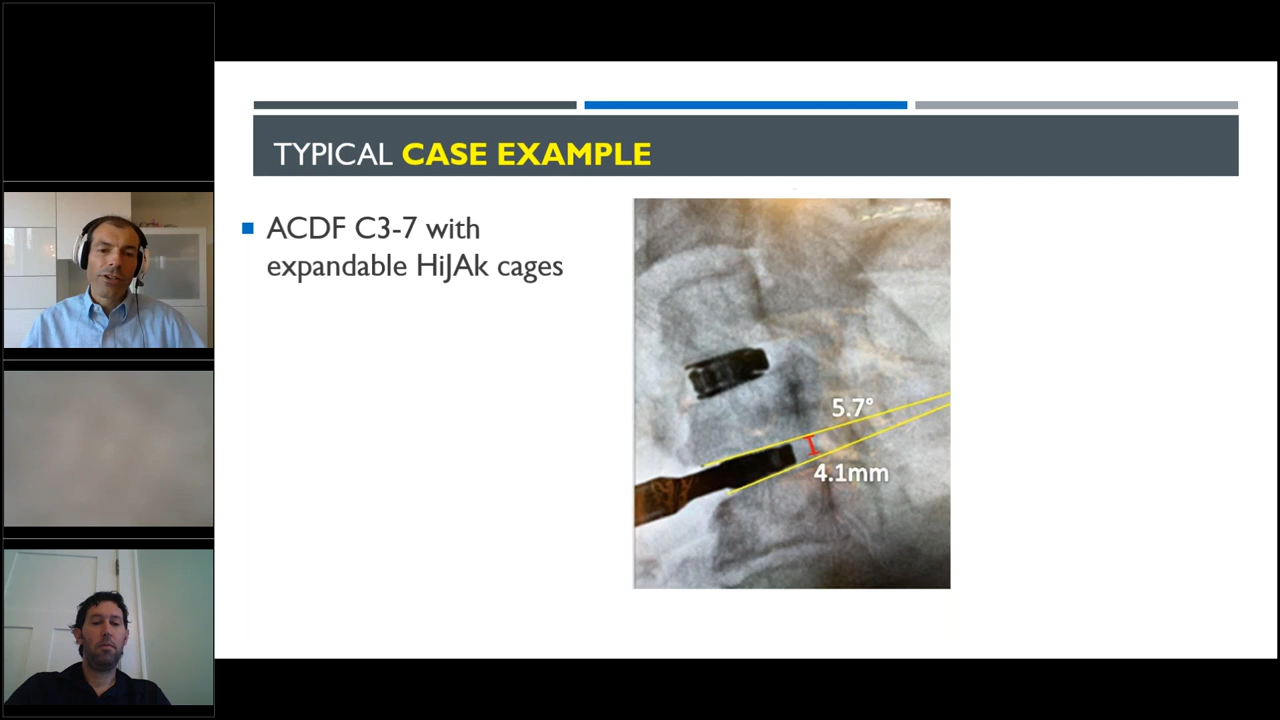 TYPICAL CASE EXAMPLE
ACDF C3-7 with
expandable HiJAk cages
5.7°
4.1mm